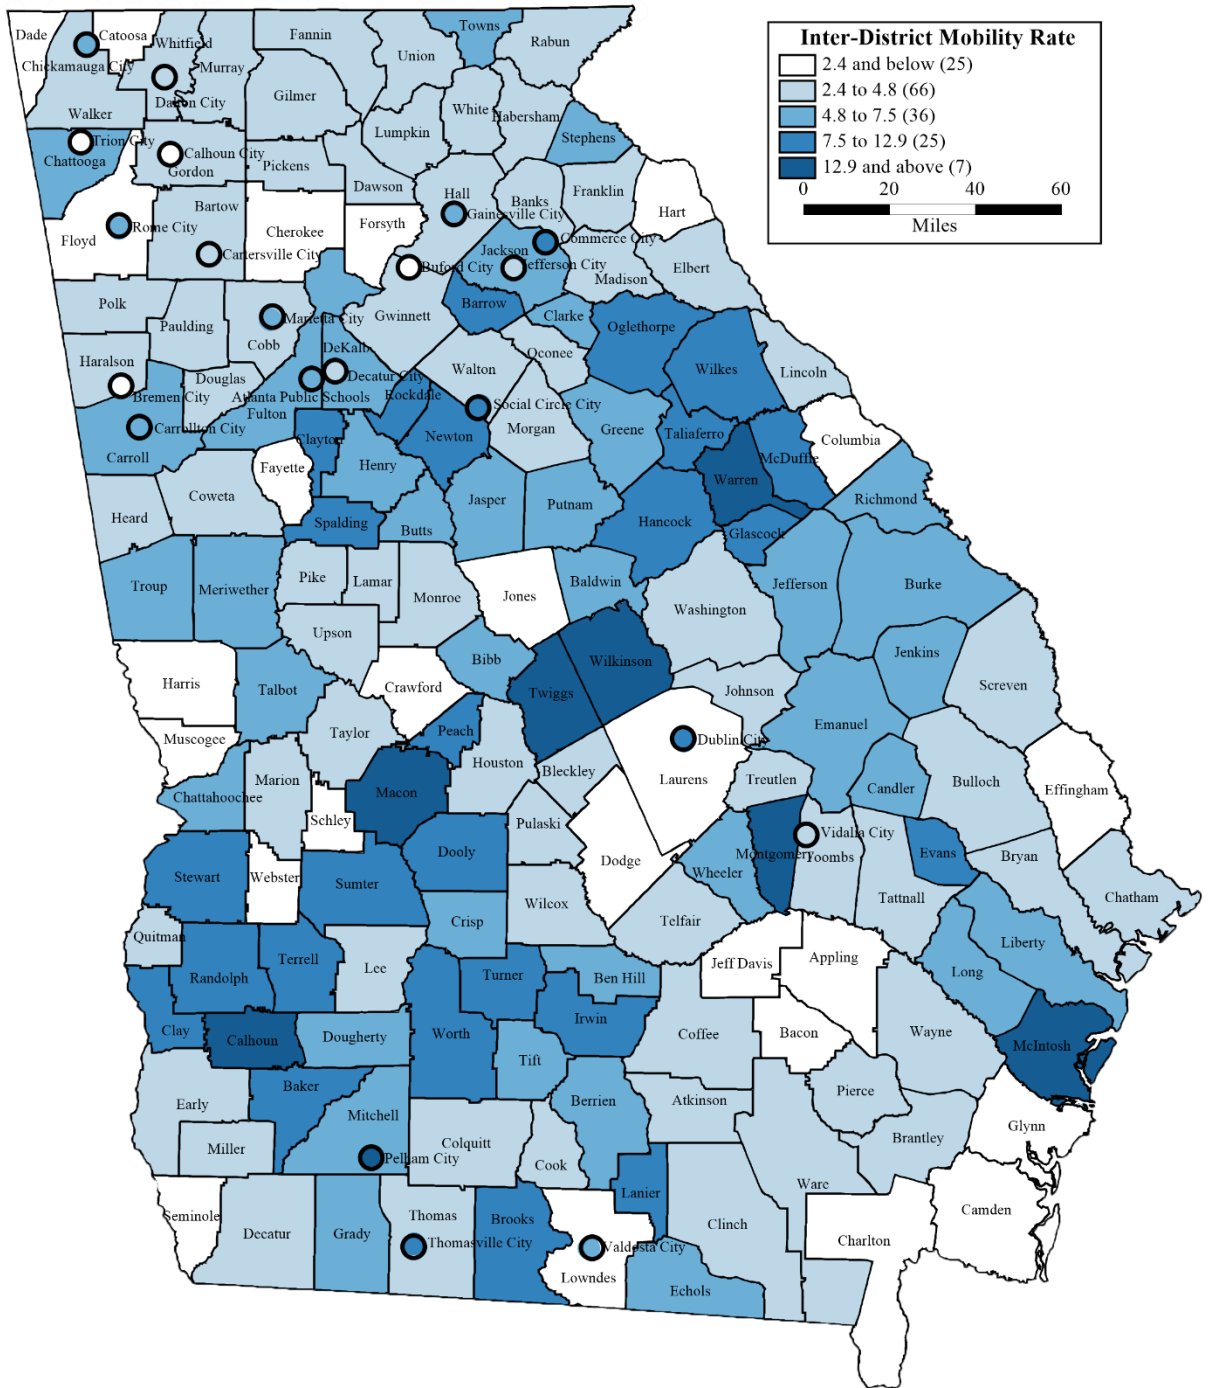 Inter-District Mobility Rate
2.4 and below (25)
2.4 to 4.8 (66)
4.8 to 7.5 (36)
7.5 to 12.9 (25)
12.9 and above (7)
0 20 40 60
Miles
Dade
Catoosa
Whitfield
Fannin
Union
Towns
Rabun
Chickamauga City
Murray
Dalton City
Gilmer
White
Habersham
Walker
Lumpkin
Stephens
Trion City
Chattooga
Calhoun City
Gordon
Pickens
Dawson
Hall
Banks
Franklin
Hart
Bartow
Rome City
Floyd
Cartersville City
Cherokee
Forsyth
Gainesville City
Commerce City
Jackson
Jefferson City
Buford City
Madison
Elbert
Polk
Paulding
Marietta City
Cobb
Gwinnett
Barrow
Clarke
Oglethorpe
Haralson
Douglas
DeKalb
Decatur City
Walton
Oconee
Wilkes
Lincoln
Bremen City
Atlanta Public Schools
Rockdale
Fulton
Social Circle City
Carrollton City
Carroll
Clayton
Newton
Morgan
Greene
Taliaferro
Columbia
Fayette
Henry
McDuffie
Warren
Coweta
Heard
Spalding
Butts
Jasper
Putnam
Hancock
Glascock
Richmond
Troup
Meriwether
Pike
Lamar
Monroe
Jones
Baldwin
Washington
Jefferson
Burke
Upson
Bibb
Wilkinson
Jenkins
Harris
Talbot
Crawford
Twiggs
Johnson
Screven
Muscogee
Taylor
Peach
Emanuel
Dublin City
Laurens
Houston
Bleckley
Marion
Chattahoochee
Macon
Treutlen
Candler
Bulloch
Effingham
Schley
Pulaski
Vidalia City
Montgomery
Toombs
Dooly
Dodge
Evans
Bryan
Stewart
Webster
Sumter
Wheeler
Tattnall
Chatham
Crisp
Wilcox
Telfair
Quitman
Liberty
Randolph
Terrell
Lee
Turner
Ben Hill
Jeff Davis
Appling
Long
Clay
Calhoun
Dougherty
Worth
Irwin
Coffee
Bacon
Wayne
McIntosh
Tift
Baker
Early
Mitchell
Berrien
Atkinson
Pierce
Miller
Colquitt
Cook
Brantley
Glynn
Pelham City
Lanier
Ware
Seminole
Decatur
Grady
Thomas
Brooks
Clinch
Camden
Thomasville City
Valdosta City
Charlton
Lowndes
Echols